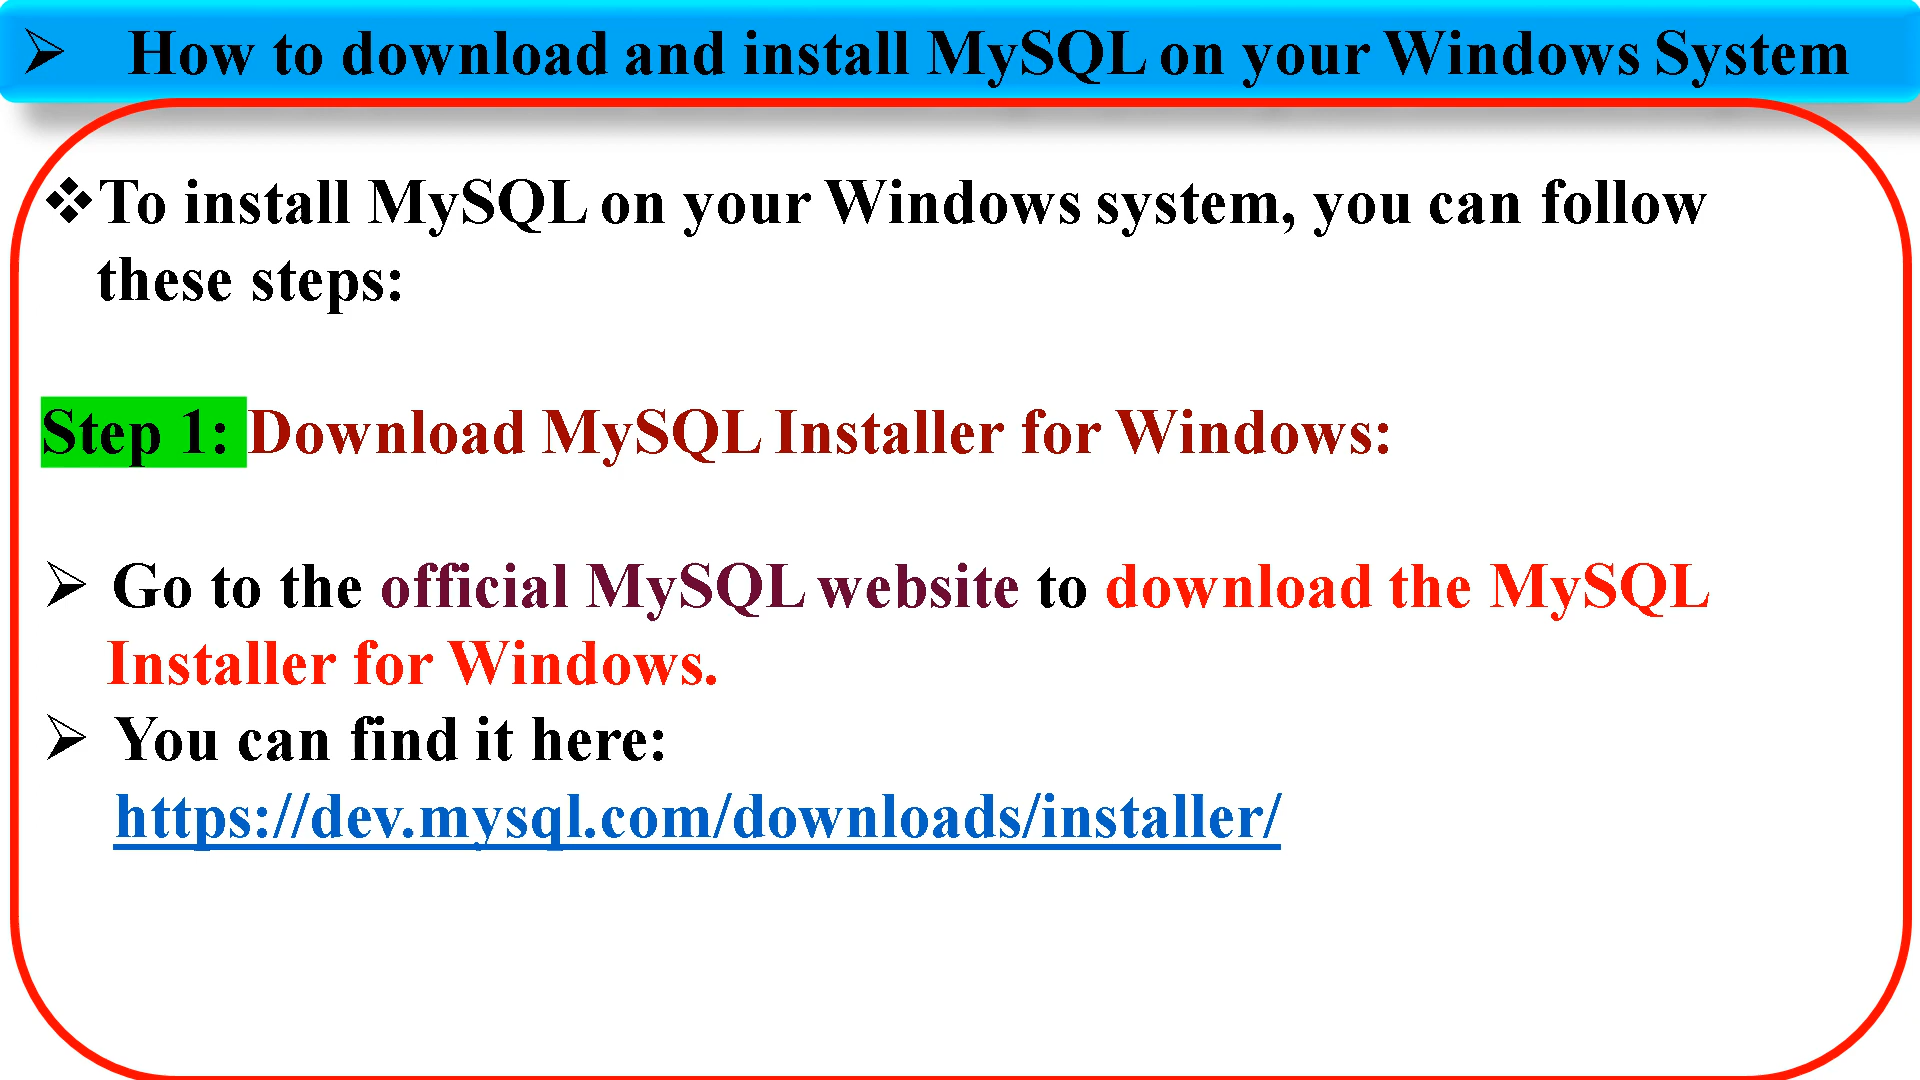 ➢ How to download and install MySQL on your Windows System
❖To install MySQL on your Windows system, you can follow
these steps:
Step 1: Download MySQL Installer for Windows:
➢ Go to the official MySQL website to download the MySQL
Installer for Windows.
➢ You can find it here:
https://dev.mysql.com/downloads/installer/